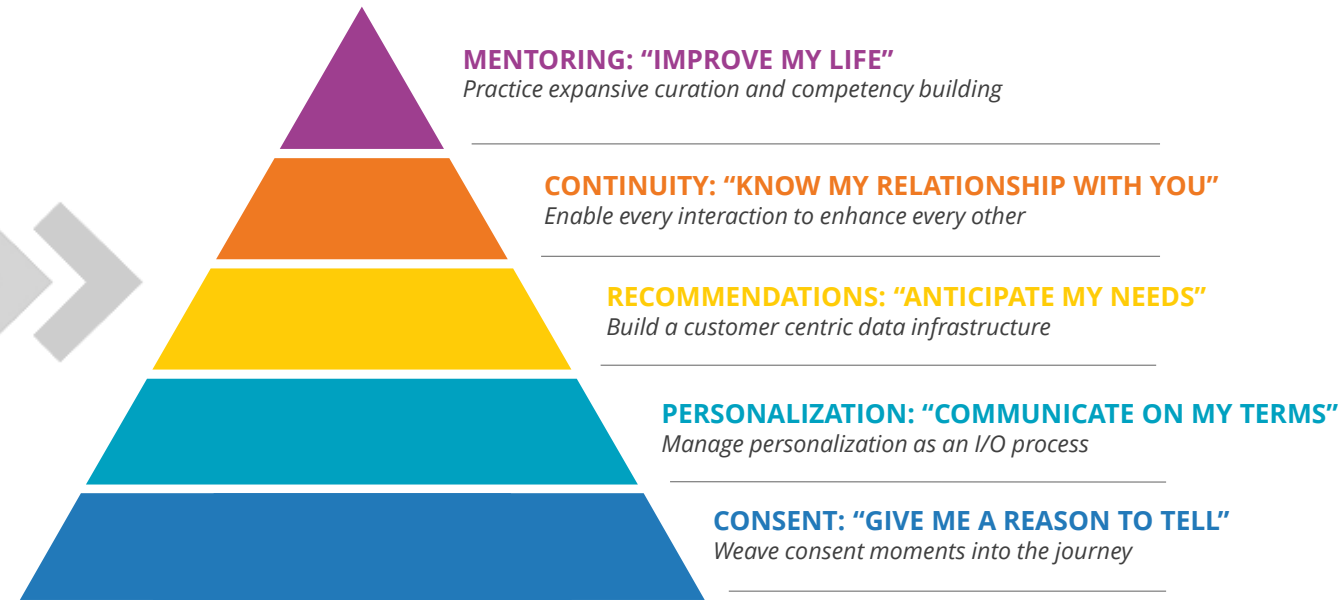 MENTORING: “IMPROVE MY LIFE”
Practice expansive curation and competency building
CONTINUITY: “KNOW MY RELATIONSHIP WITH YOU”
Enable every interaction to enhance every other
RECOMMENDATIONS: “ANTICIPATE MY NEEDS”
Build a customer centric data infrastructure
PERSONALIZATION: “COMMUNICATE ON MY TERMS”
Manage personalization as an I/O process
CONSENT: “GIVE ME A REASON TO TELL”
Weave consent moments into the journey